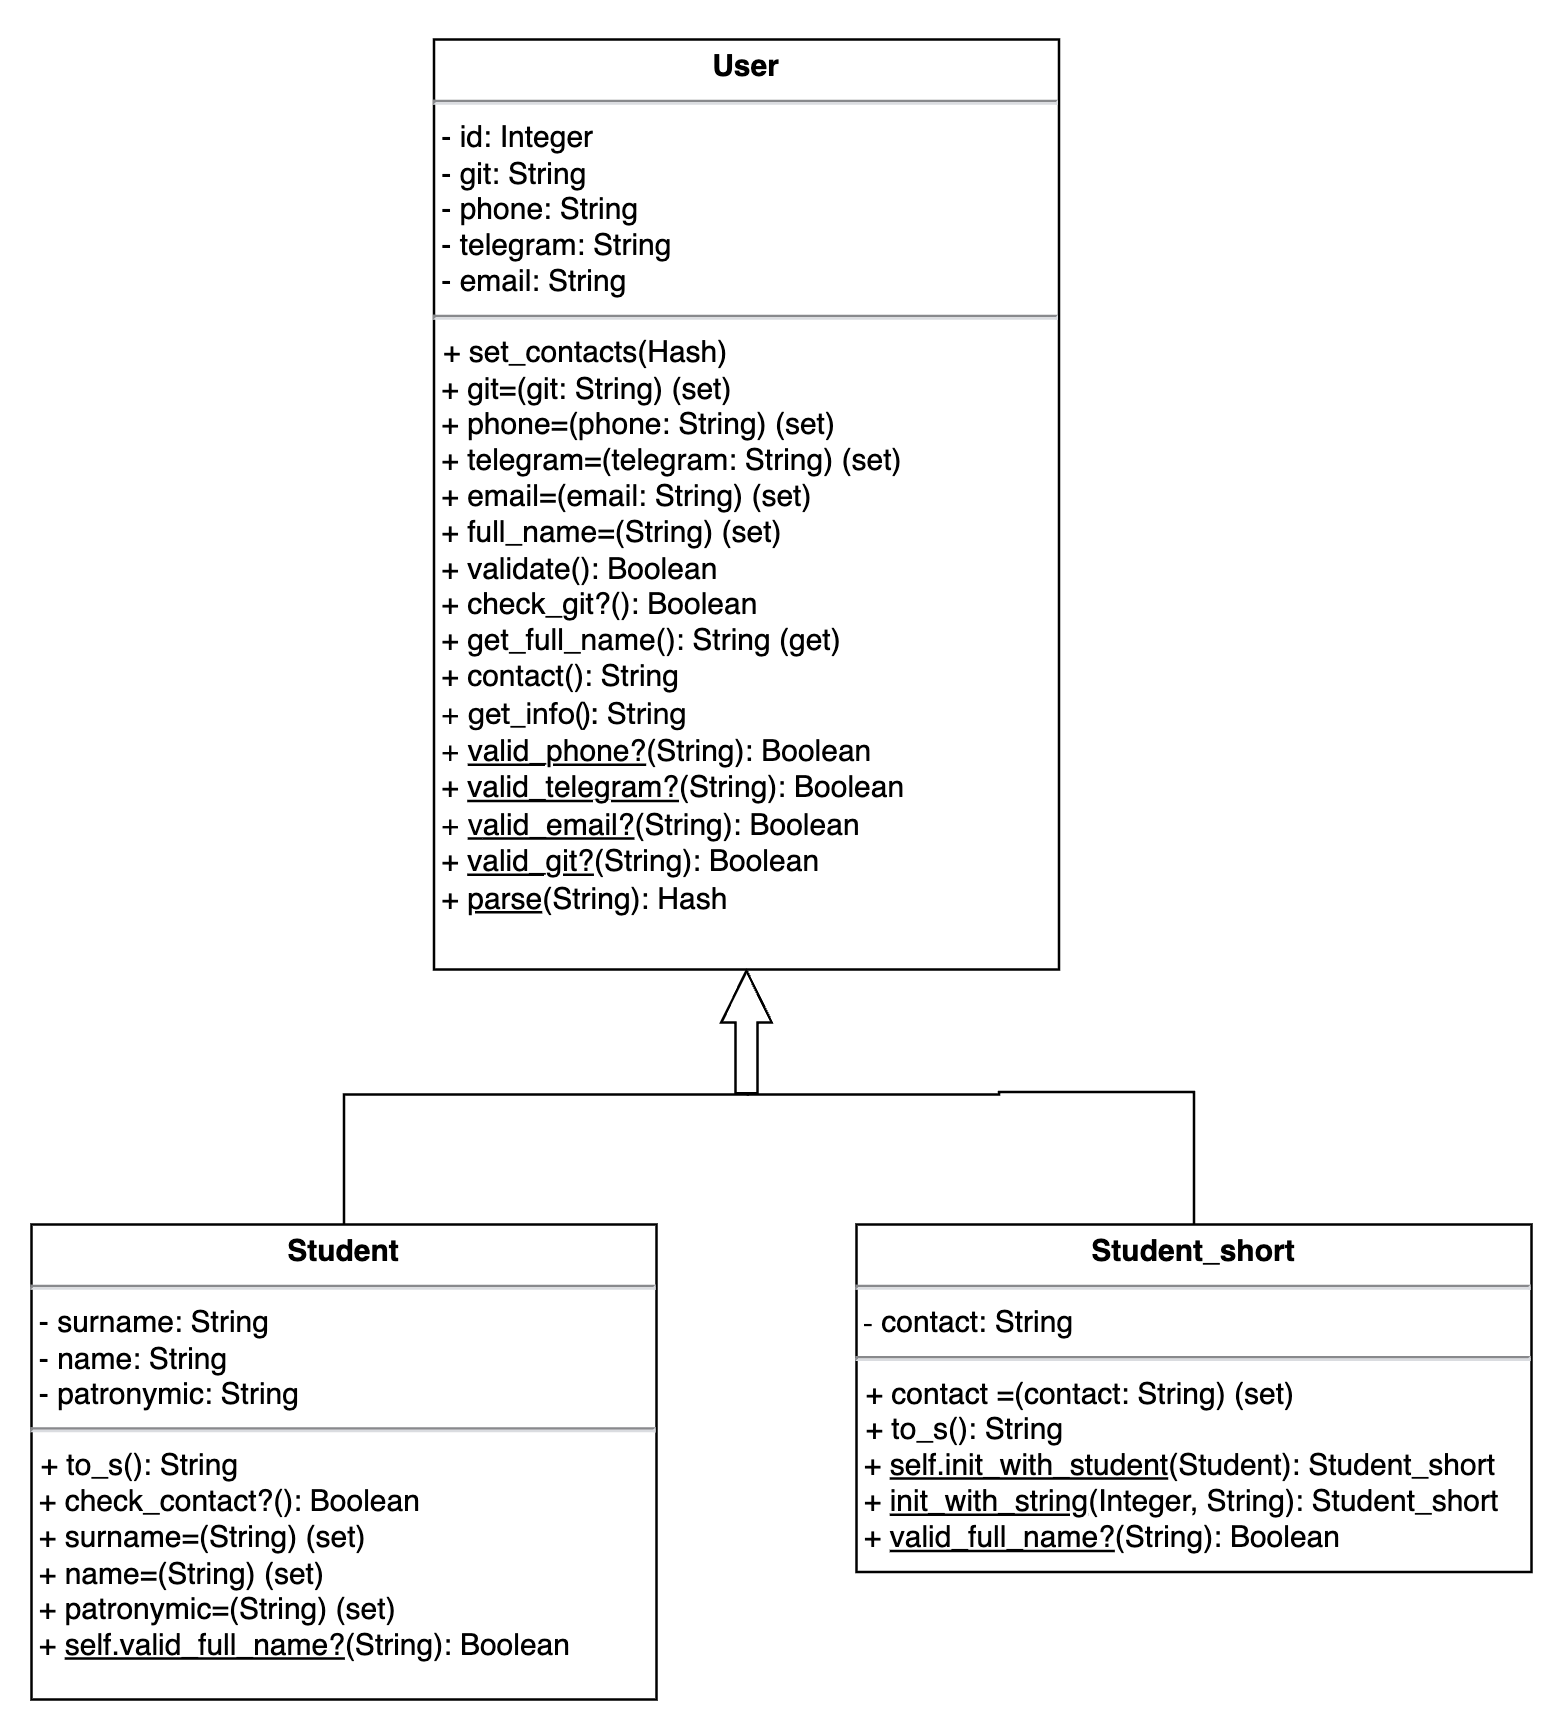 User
- id: Integer
- git: String
- phone: String
- telegram: String
- email: String
+ set_contacts(Hash)
+ git=(git: String) (set)
+ phone=(phone: String) (set)
+ telegram=(telegram: String) (set)
+ email=(email: String) (set)
+ full_name=(String) (set)
+ validate(): Boolean
+ check_git?(): Boolean
+ get_full_name(): String (get)
+ contact(): String
+ get_info(): String
+ valid_phone?(String): Boolean
+ valid_telegram?(String): Boolean
+ valid_email?(String): Boolean
+ valid_git?(String): Boolean
+ parse(String): Hash
Student
- surname: String
- name: String
- patronymic: String
+ to_s(): String
+ check_contact?(): Boolean
+ surname=(String) (set)
+ name=(String) (set)
+ patronymic=(String) (set)
+ self.valid_full_name?(String): Boolean
Student_short
- contact: String
+ contact =(contact: String) (set)
+ to_s(): String
+ self.init_with_student(Student): Student_short
+ init_with_string(Integer, String): Student_short
+ valid_full_name?(String): Boolean